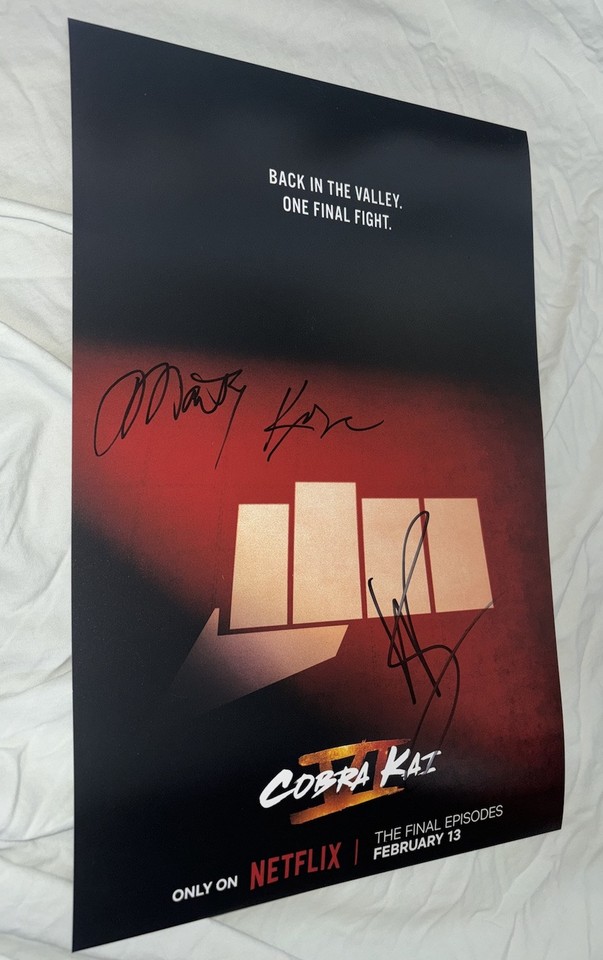 BACK IN THE VALLEY.
ONE FINAL FIGHT.
VI
COBRA KAI
ONLY ON NETFLIX | THE FINAL EPISODES
FEBRUARY 13